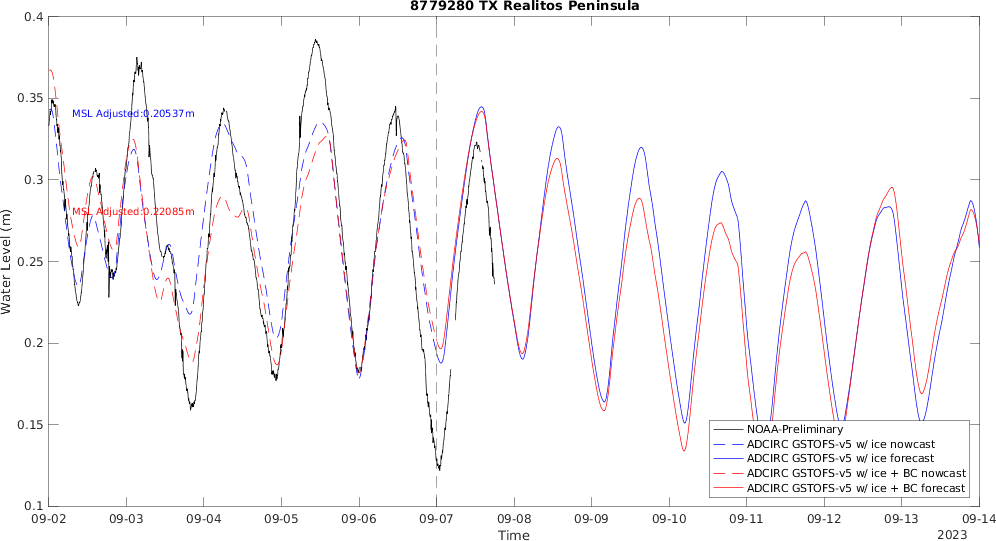 8779280 TX Realitos Peninsula
Water Level (m)
0.4
0.35
0.3
0.25
0.2
0.15
0.1
MSL Adjusted:0.20537m
MSL Adjusted:0.22085m
NOAA-Preliminary
ADCIRC GSTOFS-v5 w/ ice nowcast
ADCIRC GSTOFS-v5 w/ ice forecast
ADCIRC GSTOFS-v5 w/ ice + BC nowcast
ADCIRC GSTOFS-v5 w/ ice + BC forecast
09-02 09-03 09-04 09-05 09-06 09-07 09-08 09-09 09-10 09-11 09-12 09-13 09-14
Time
2023